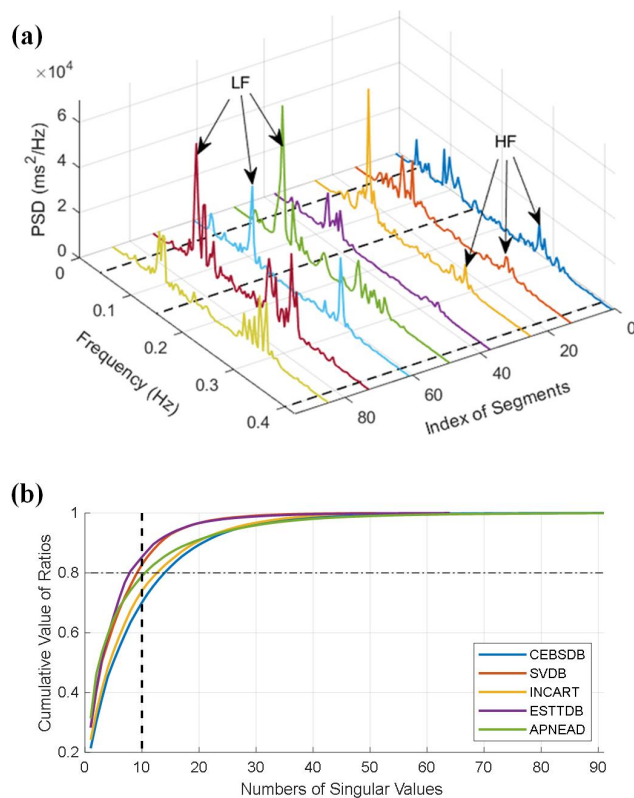 (a)
×10⁴
LF
HF
PSD (ms²/Hz)
6
4
2
0
0
0.1
0.2
0.3
0.4
Frequency (Hz)
80
60
40
20
0
Index of Segments
(b)
Cumulative Value of Ratios
1
0.8
0.6
0.4
0.2
0 10 20 30 40 50 60 70 80 90
Numbers of Singular Values
CEBSDB
SVDB
INCART
ESTTDB
APNEAD